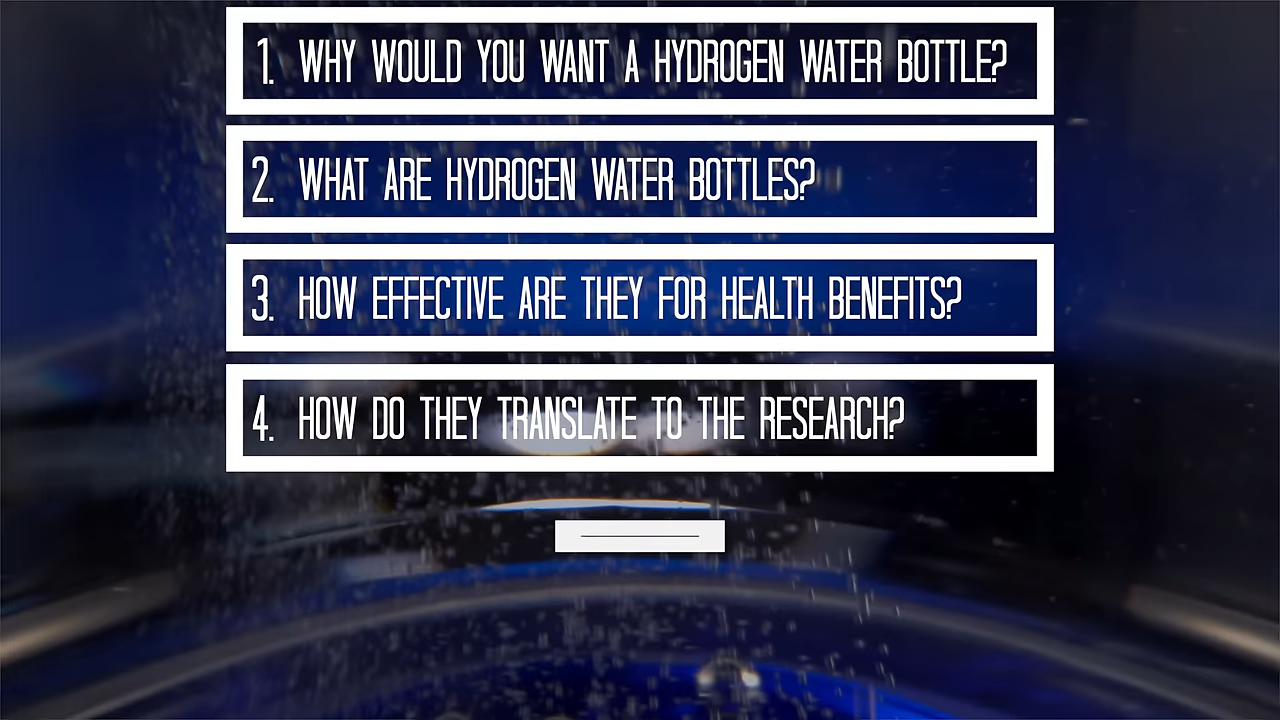 1. WHY WOULD YOU WANT A HYDROGEN WATER BOTTLE?
2. WHAT ARE HYDROGEN WATER BOTTLES?
3. HOW EFFECTIVE ARE THEY FOR HEALTH BENEFITS?
4. HOW DO THEY TRANSLATE TO THE RESEARCH?